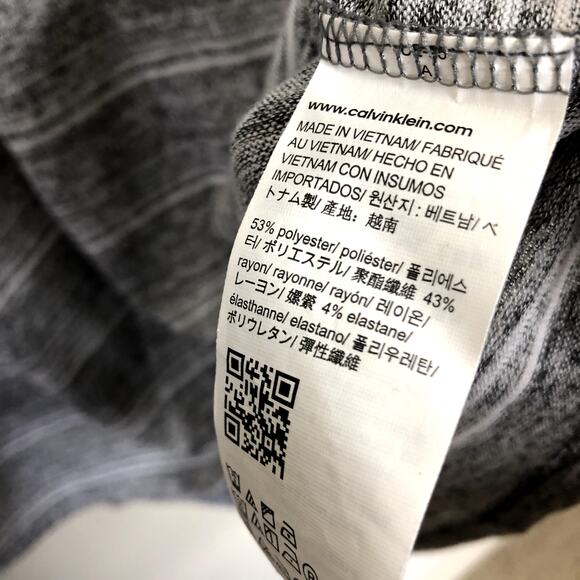 www.calvinklein.com
MADE IN VIETNAM/ FABRIQUÉ
AU VIETNAM/ HECHO EN
VIETNAM CON INSUMOS
IMPORTADOS/ 원산지 : 베트남/ ベ
トナム製/ 產地：越南
53% polyester/ poliéster/ 폴리에스
터/ ポリエステル/ 聚酯纖維 43%
rayon/ rayonne/ rayón/ 레이온/
レーヨン/ 嫘縈 4% elastane/
élasthanne/ elastano/ 폴리우레탄/
ポリウレタン/ 彈性纖維